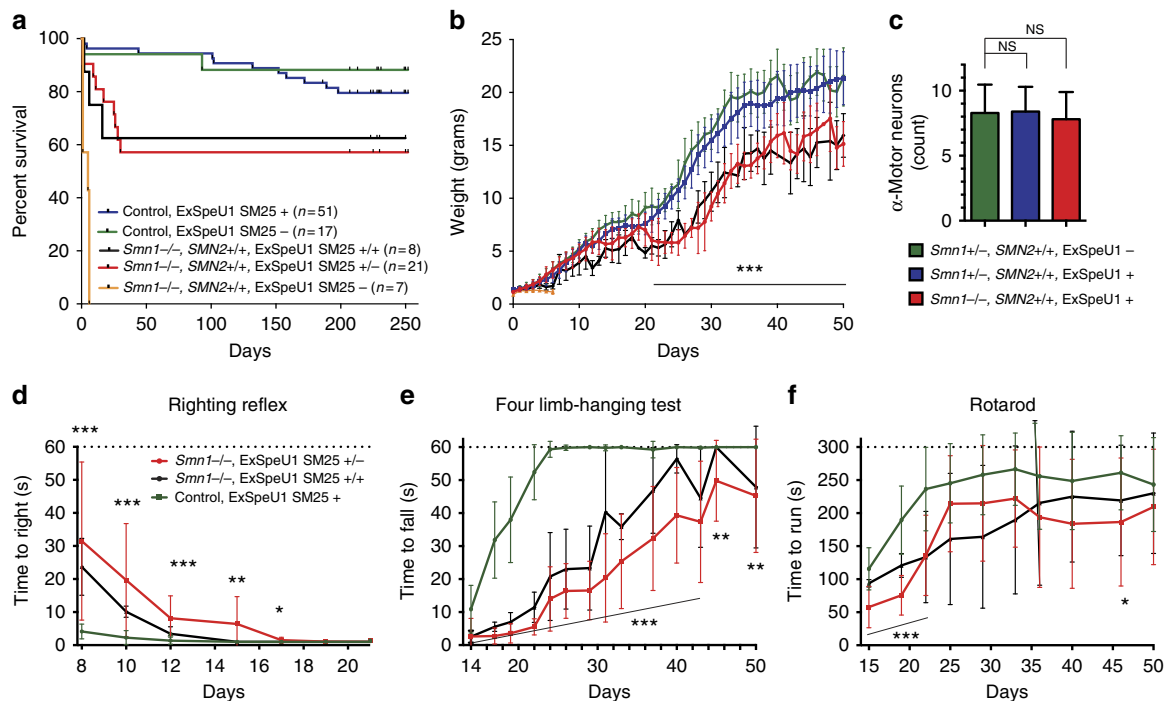 a
100
80
60
40
20
0
Percent survival
Control, ExSpeU1 SM25 + (n=51)
Control, ExSpeU1 SM25 − (n=17)
Smn1−/−, SMN2+/+, ExSpeU1 SM25 +/+ (n=8)
Smn1−/−, SMN2+/+, ExSpeU1 SM25 +/− (n=21)
Smn1−/−, SMN2+/+, ExSpeU1 SM25 − (n=7)
0 50 100 150 200 250
Days
b
25
20
15
10
5
0
Weight (grams)
***
0 10 20 30 40 50
Days
c
NS
NS
10
5
0
α-Motor neurons
(count)
Smn1+/−, SMN2+/+, ExSpeU1 −
Smn1+/−, SMN2+/+, ExSpeU1 +
Smn1−/−, SMN2+/+, ExSpeU1 +
d
Righting reflex
60
50
40
30
20
10
0
Time to right (s)
***
***
***
**
*
Smn1−/−, ExSpeU1 SM25 +/−
Smn1−/−, ExSpeU1 SM25 +/+
Control, ExSpeU1 SM25 +
8 10 12 14 16 18 20
Days
e
Four limb-hanging test
60
50
40
30
20
10
0
Time to fall (s)
***
**
**
14 20 31 40 50
Days
f
Rotarod
300
250
200
150
100
50
0
Time to run (s)
***
*
15 20 25 30 35 40 45 50
Days